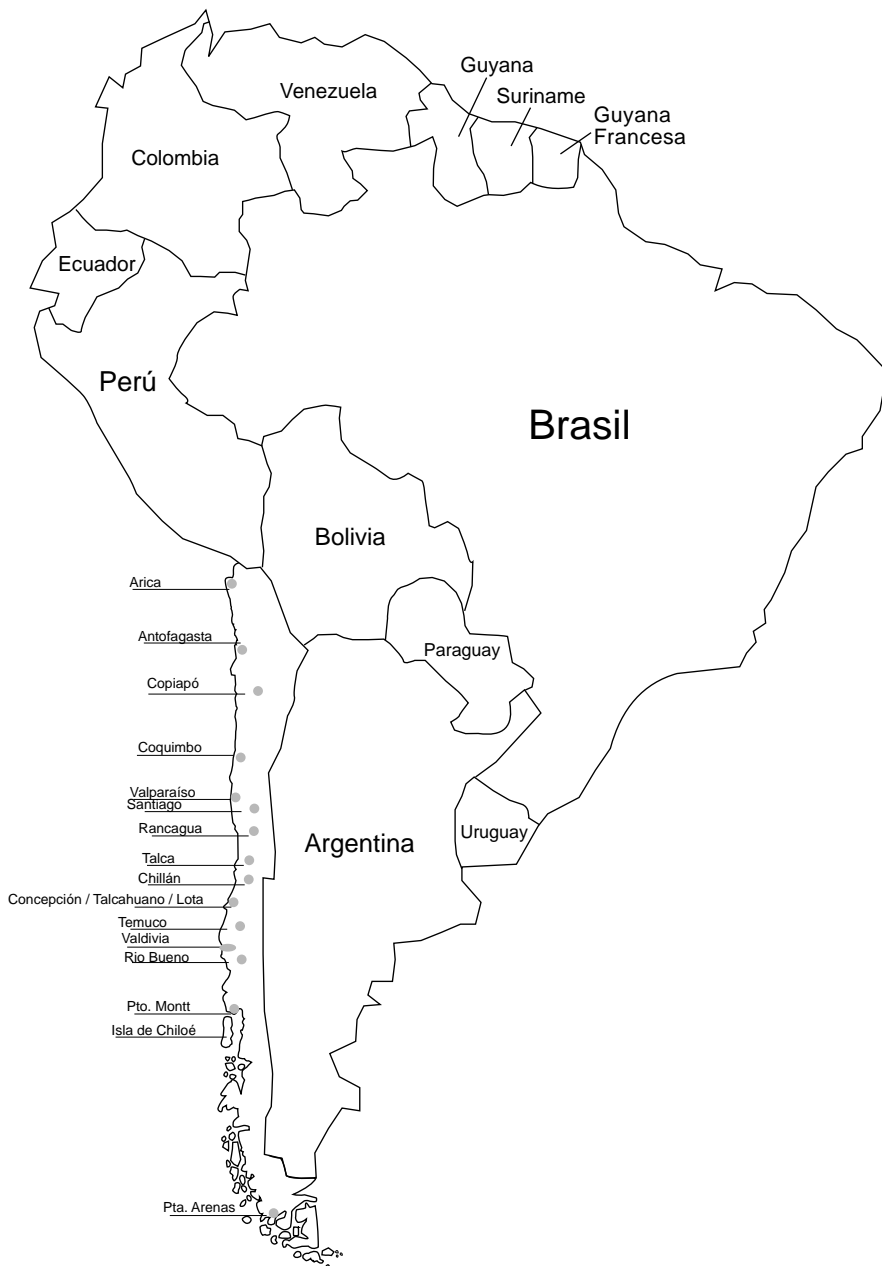 Guyana
Suriname
Venezuela
Guyana
Francesa
Colombia
Ecuador
Perú
Brasil
Bolivia
Arica
Antofagasta
Paraguay
Copiapó
Coquimbo
Valparaíso
Santiago
Rancagua
Uruguay
Argentina
Talca
Chillán
Concepción / Talcahuano / Lota
Temuco
Valdivia
Rio Bueno
Pto. Montt
Isla de Chiloé
Pta. Arenas